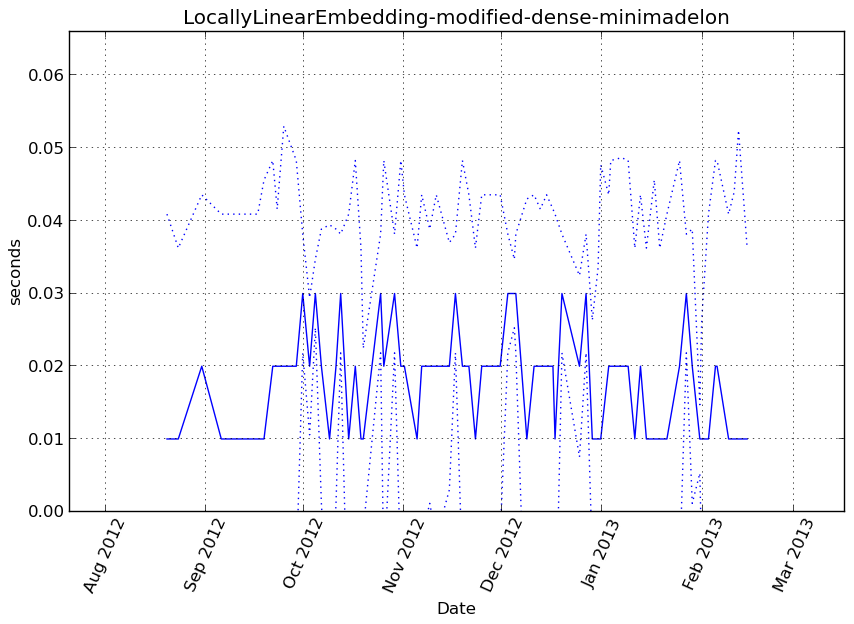 LocallyLinearEmbedding-modified-dense-minimadelon
0.06
0.05
0.04
0.03
0.02
0.01
0.00
seconds
Aug 2012
Sep 2012
Oct 2012
Nov 2012
Dec 2012
Jan 2013
Feb 2013
Mar 2013
Date